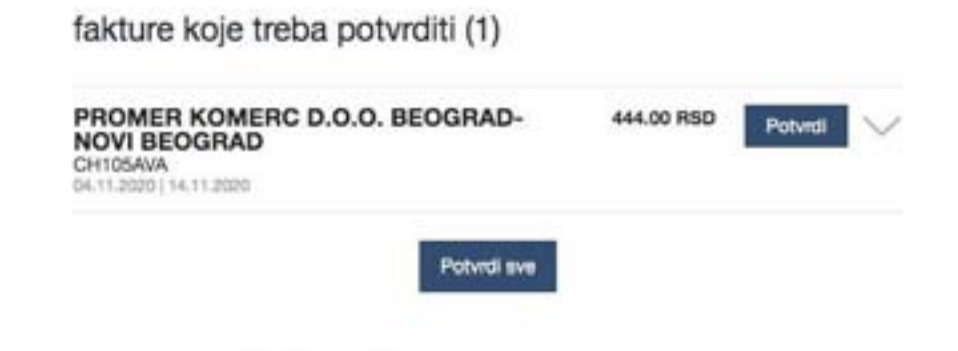 fakture koje treba potvrditi (1)
PROMER KOMERC D.O.O. BEOGRAD-
NOVI BEOGRAD
444.00 RSD
Potvrdi
CH105AVA
04.11.2020 | 14.11.2020
Potvrdi sve